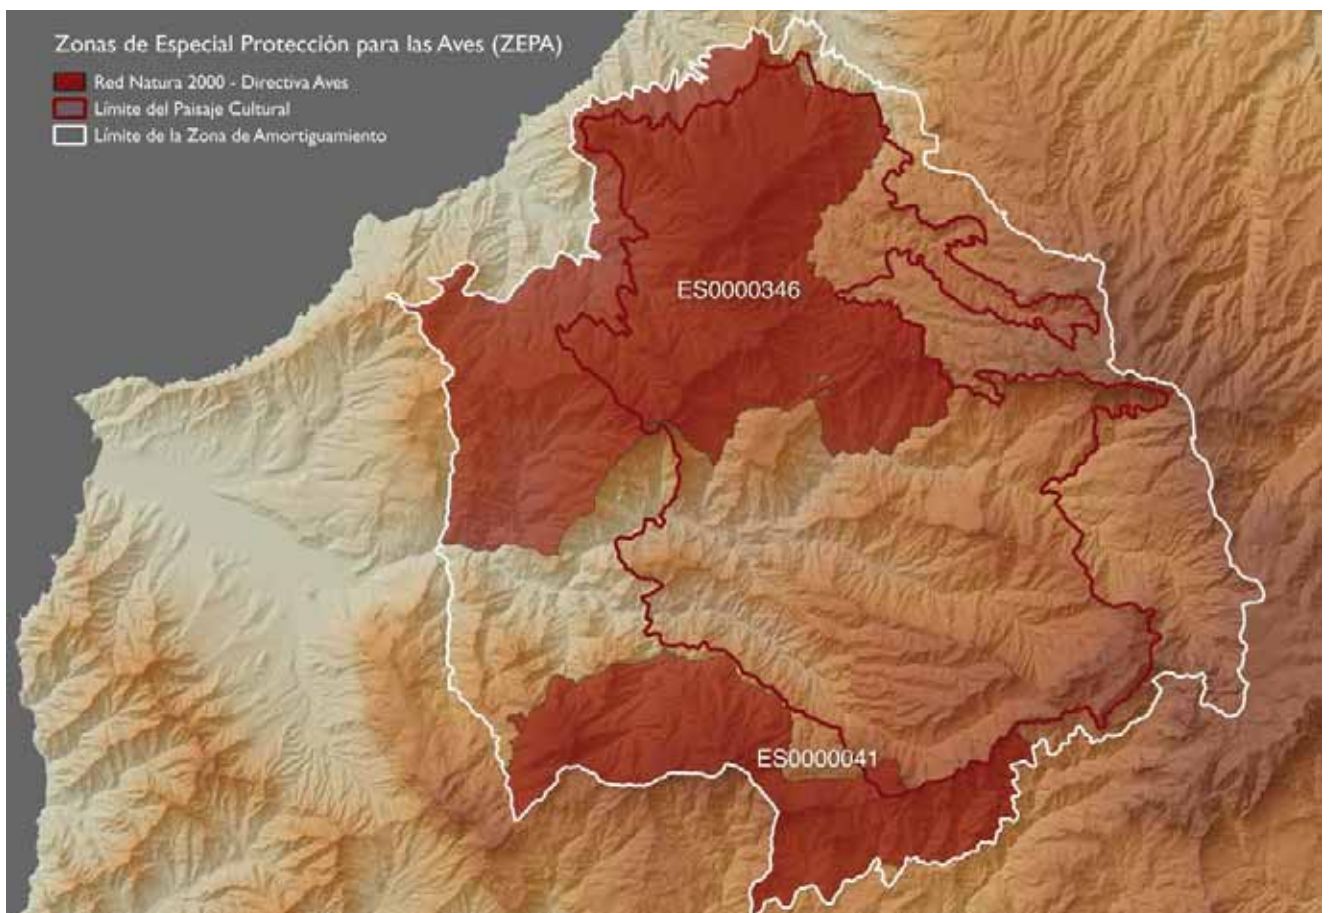 Zonas de Especial Protección para las Aves (ZEPA)
Red Natura 2000 - Directiva Aves
Límite del Paisaje Cultural
Límite de la Zona de Amortiguamiento
ES0000346
ES0000041